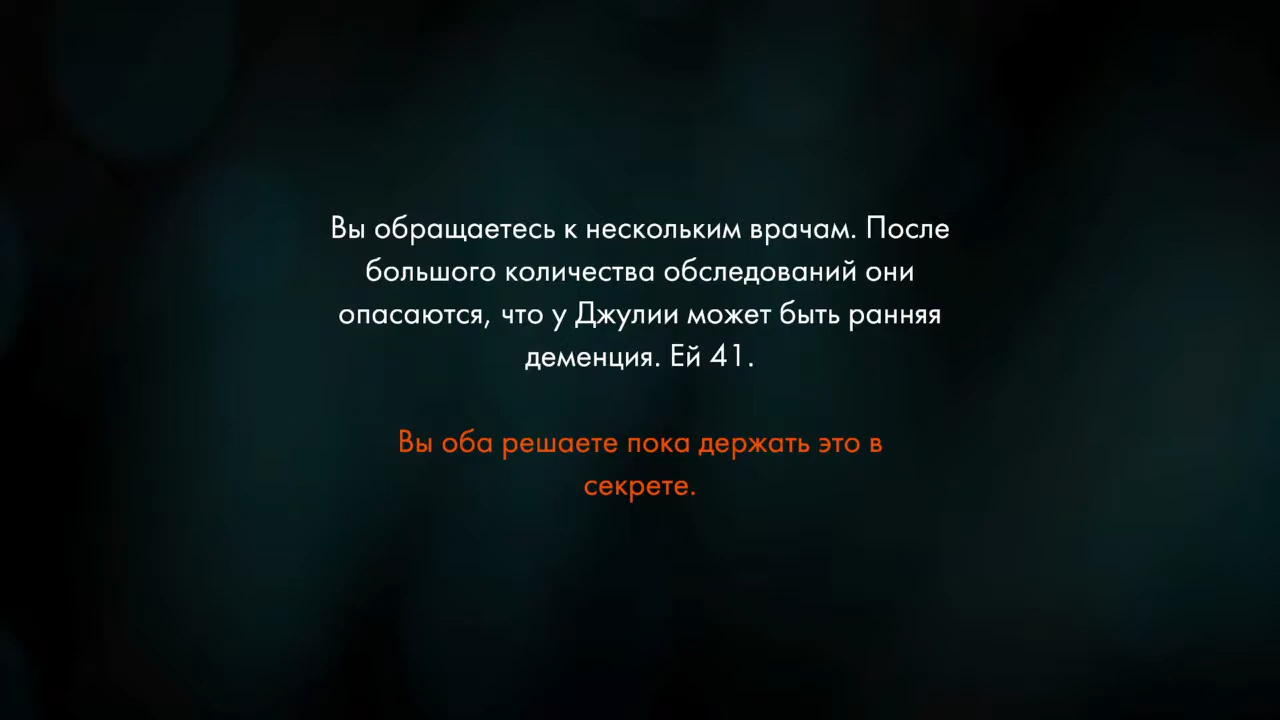 Вы обращаетесь к нескольким врачам. После
большого количества обследований они
опасаются, что у Джулии может быть ранняя
деменция. Ей 41.
Вы оба решаете пока держать это в
секрете.